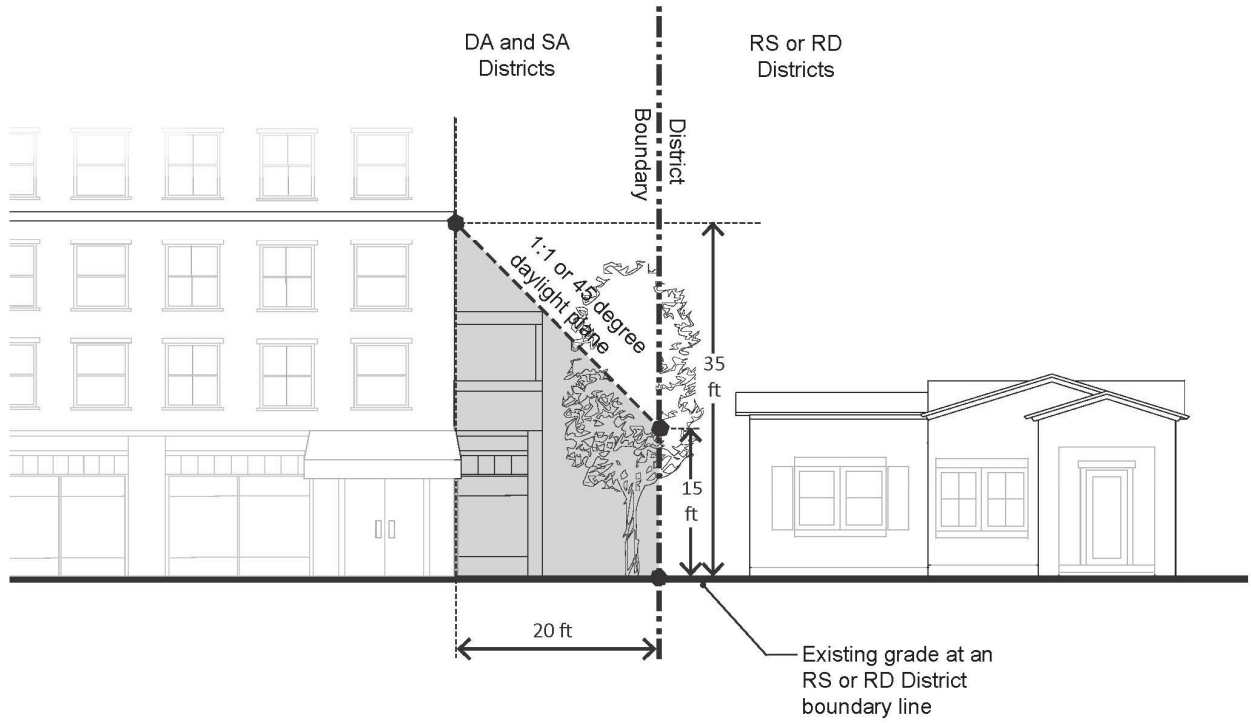 DA and SA
Districts
RS or RD
Districts
District
Boundary
1:1 or 45 degree
daylight plane
35
ft
15
ft
20 ft
Existing grade at an
RS or RD District
boundary line